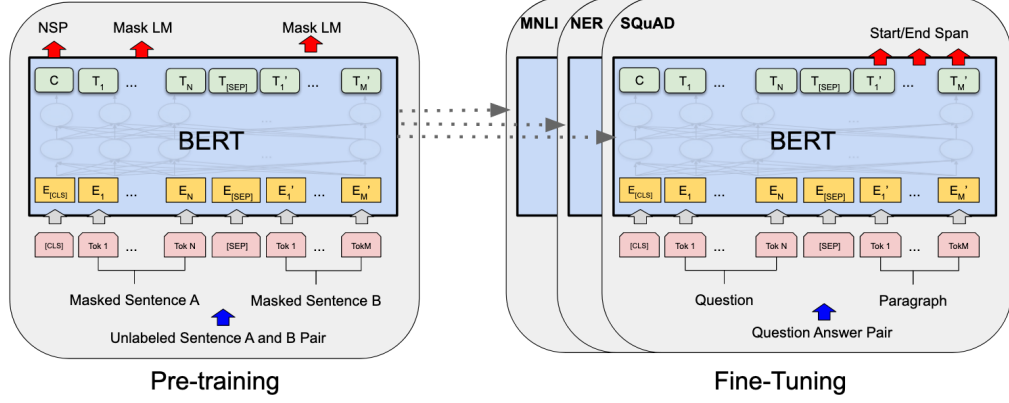 NSP Mask LM Mask LM
C T1 ... TN T[SEP] T1' ... TM'
BERT
E[CLS] E1 ... EN E[SEP] E1' ... EM'
[CLS] Tok 1 ... Tok N [SEP] Tok 1 ... TokM
Masked Sentence A Masked Sentence B
Unlabeled Sentence A and B Pair
Pre-training
MNLI NER SQuAD
Start/End Span
C T1 ... TN T[SEP] T1' ... TM'
BERT
E[CLS] E1 ... EN E[SEP] E1' ... EM'
[CLS] Tok 1 ... Tok N [SEP] Tok 1 ... TokM
Question Paragraph
Question Answer Pair
Fine-Tuning